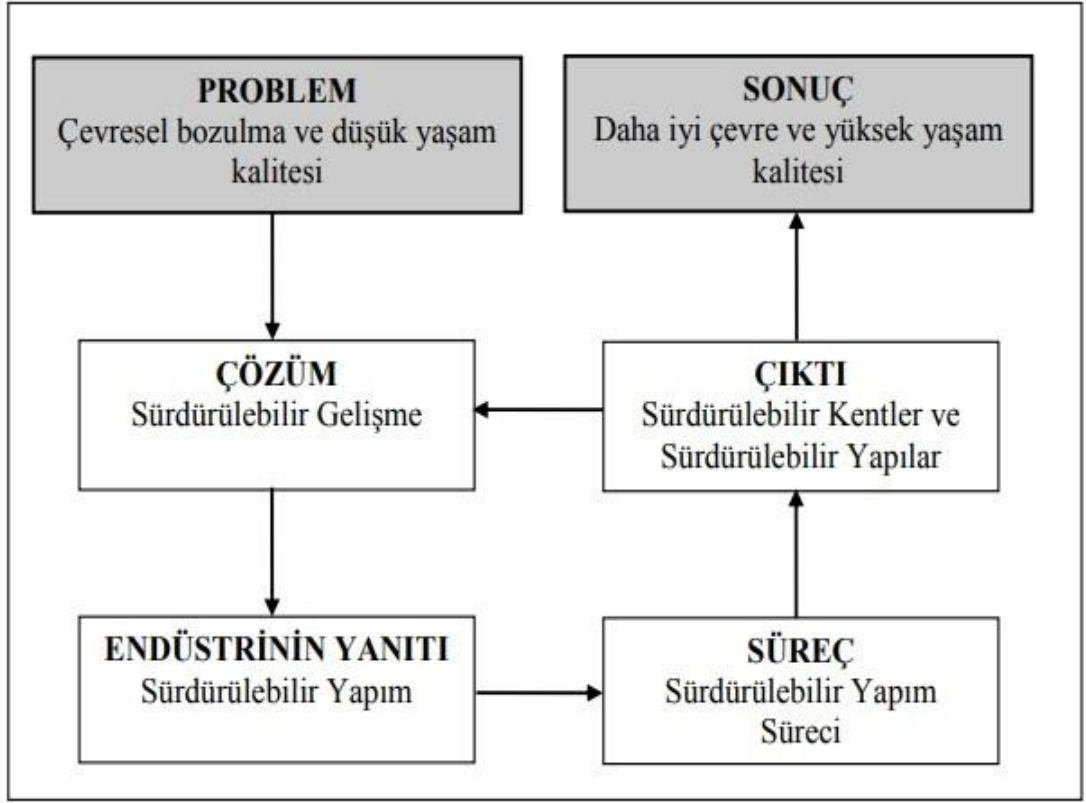 PROBLEM
Çevresel bozulma ve düşük yaşam
kalitesi
SONUÇ
Daha iyi çevre ve yüksek yaşam
kalitesi
ÇÖZÜM
Sürdürülebilir Gelişme
ÇIKTI
Sürdürülebilir Kentler ve
Sürdürülebilir Yapılar
ENDÜSTRİNİN YANITI
Sürdürülebilir Yapım
SÜREÇ
Sürdürülebilir Yapım
Süreci